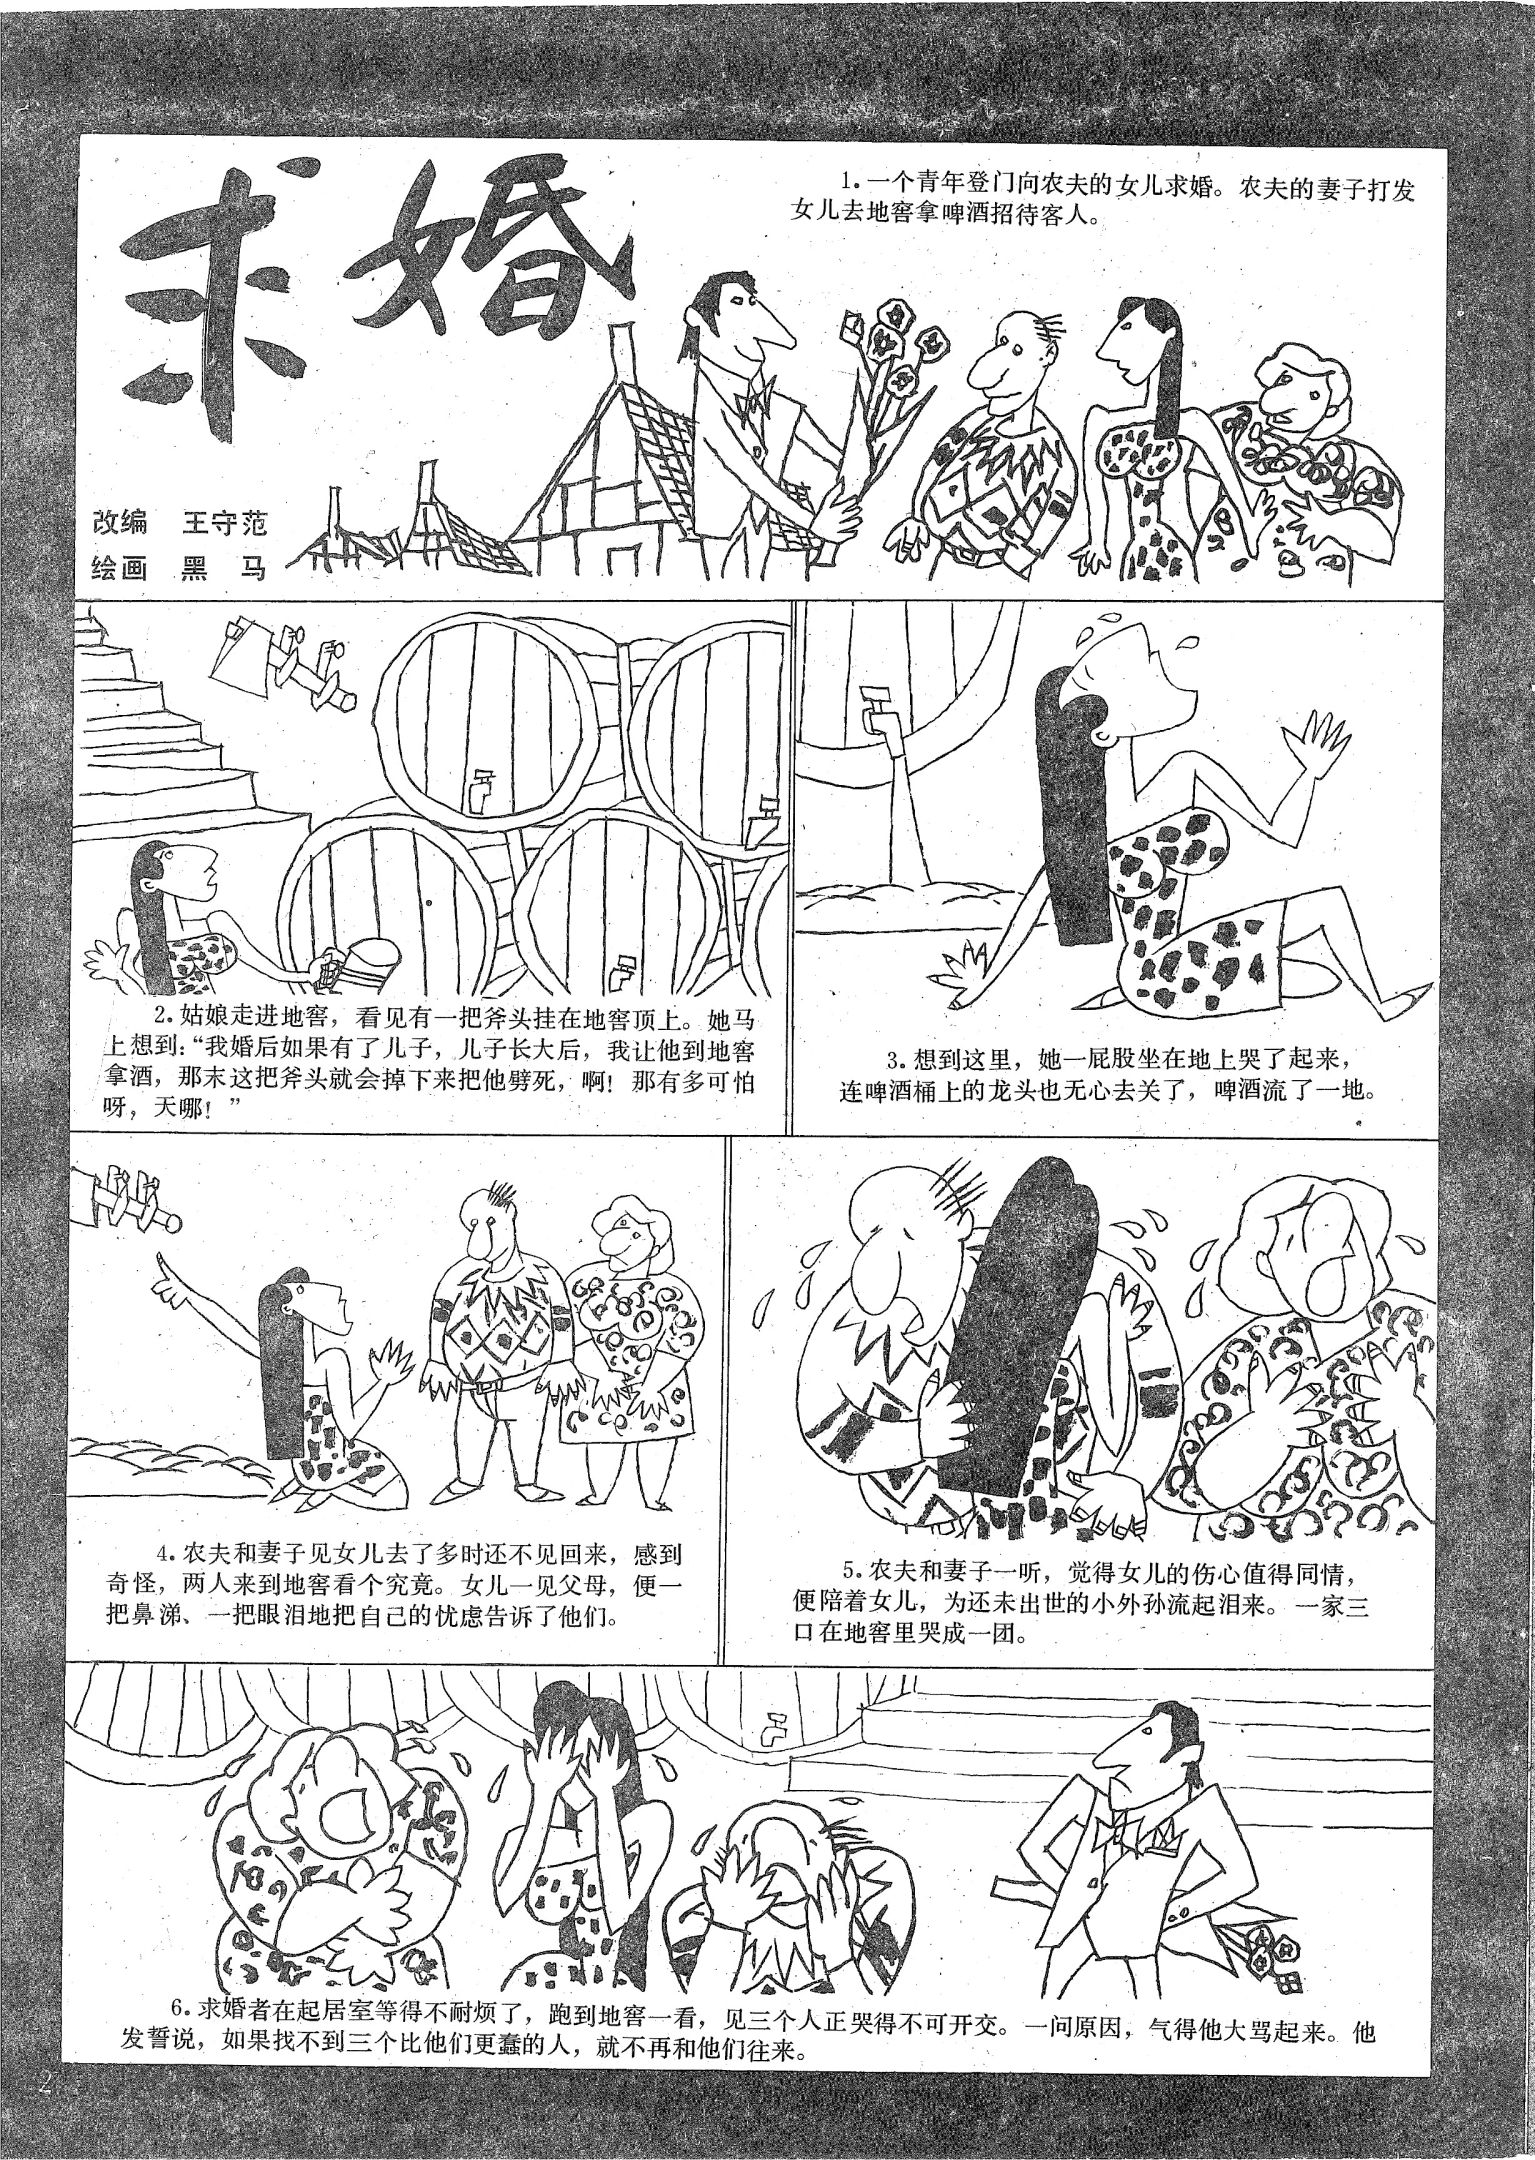 求婚
改编 王守范
绘画 黑马
1.一个青年登门向农夫的女儿求婚。农夫的妻子打发
女儿去地窖拿啤酒招待客人。
2.姑娘走进地窖，看见有一把斧头挂在地窖顶上。她马
上想到：“我婚后如果有了儿子，儿子长大后，我让他到地窖
拿酒，那末这把斧头就会掉下来把他劈死，啊！那有多可怕
呀，天哪！”
3.想到这里，她一屁股坐在地上哭了起来，
连啤酒桶上的龙头也无心去关了，啤酒流了一地。
4.农夫和妻子见女儿去了多时还不见回来，感到
奇怪，两人来到地窖看个究竟。女儿一见父母，便一
把鼻涕、一把眼泪地把自己的忧虑告诉了他们。
5.农夫和妻子一听，觉得女儿的伤心值得同情，
便陪着女儿，为还未出世的小外孙流起泪来。一家三
口在地窖里哭成一团。
6.求婚者在起居室等得不耐烦了，跑到地窖一看，见三个人正哭得不可开交。一问原因，气得他大骂起来。他
发誓说，如果找不到三个比他们更蠢的人，就不再和他们往来。
2